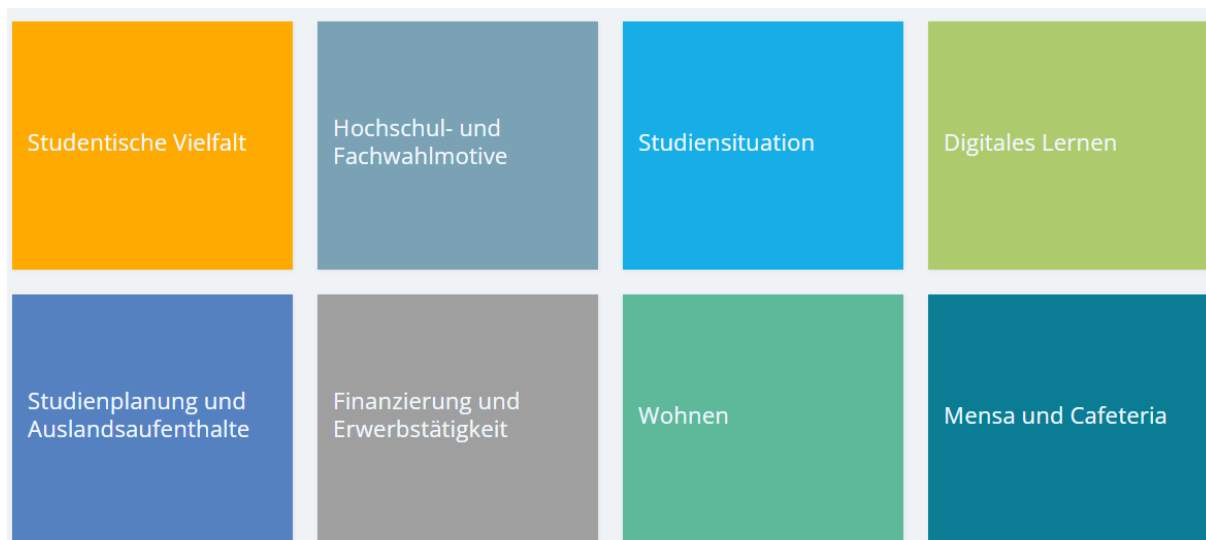 Studentische Vielfalt
Hochschul- und
Fachwahlmotive
Studiensituation
Digitales Lernen
Studienplanung und
Auslandsaufenthalte
Finanzierung und
Erwerbstätigkeit
Wohnen
Mensa und Cafeteria